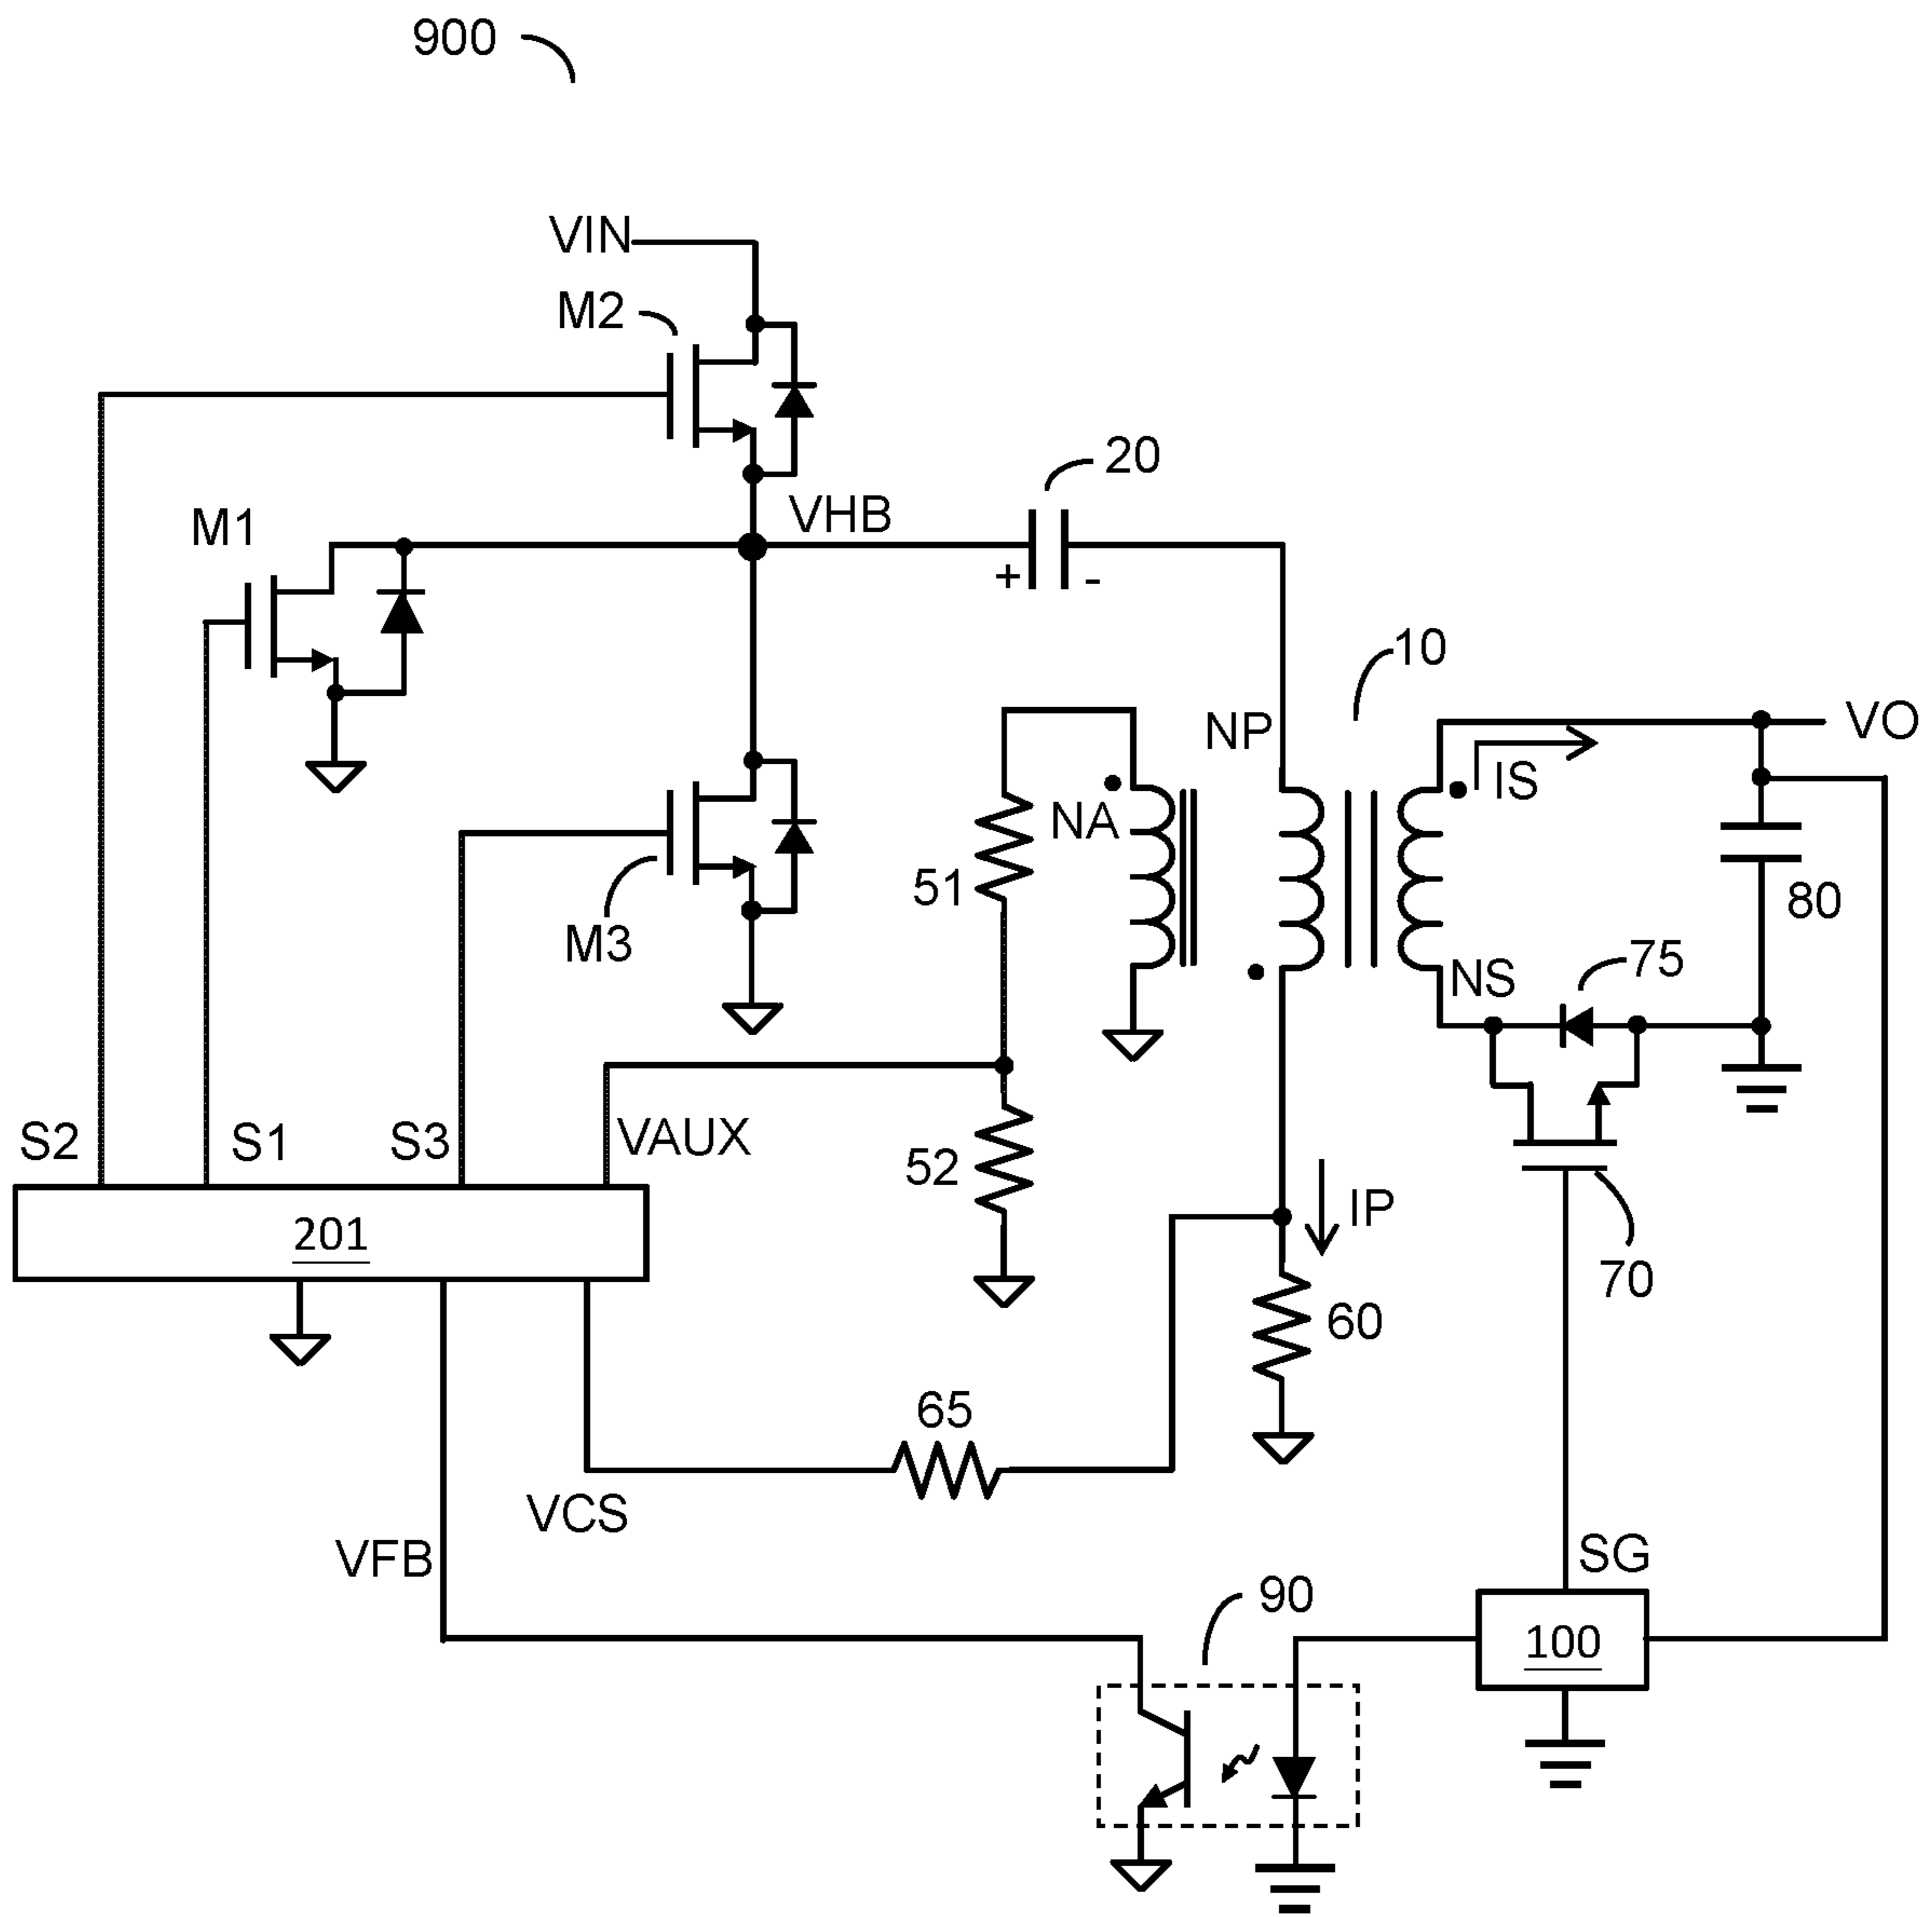 900
VIN
M2
20
VHB
M1
+ -
10
NP
VO
IS
NA
51
80
M3
75
NS
S2 S1 S3 VAUX
52
IP
201
70
60
65
VCS
SG
VFB
90
100